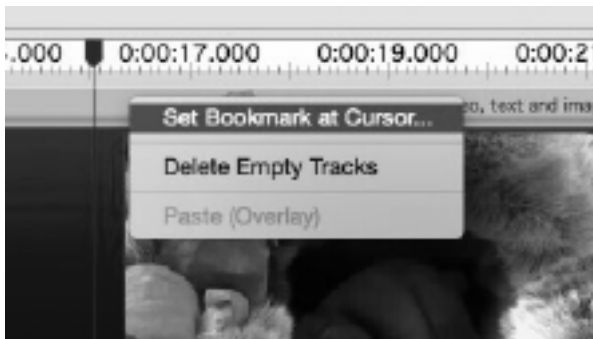 .000 0:00:17.000 0:00:19.000 0:00:2
text and ima
Set Bookmark at Cursor...
Delete Empty Tracks
Paste (Overlay)